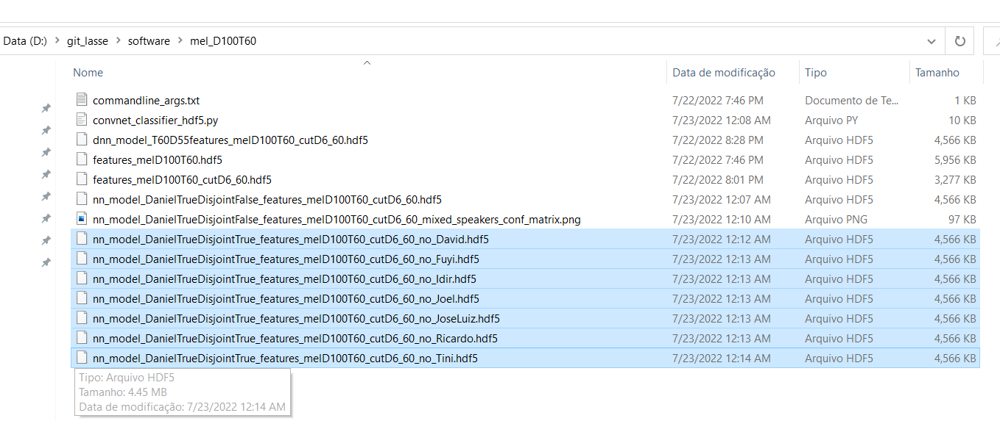 Data (D:) > git_lasse > software > mel_D100T60
Nome Data de modificação Tipo Tamanho
commandline_args.txt 7/22/2022 7:46 PM Documento de Te... 1 KB
convnet_classifier_hdf5.py 7/23/2022 12:08 AM Arquivo PY 10 KB
dnn_model_T60D55features_melD100T60_cutD6_60.hdf5 7/22/2022 8:28 PM Arquivo HDF5 4,566 KB
features_melD100T60.hdf5 7/22/2022 7:46 PM Arquivo HDF5 5,956 KB
features_melD100T60_cutD6_60.hdf5 7/22/2022 8:01 PM Arquivo HDF5 3,277 KB
nn_model_DanielTrueDisjointFalse_features_melD100T60_cutD6_60.hdf5 7/23/2022 12:07 AM Arquivo HDF5 4,566 KB
nn_model_DanielTrueDisjointFalse_features_melD100T60_cutD6_60_mixed_speakers_conf_matrix.png 7/23/2022 12:10 AM Arquivo PNG 97 KB
nn_model_DanielTrueDisjointTrue_features_melD100T60_cutD6_60_no_David.hdf5 7/23/2022 12:12 AM Arquivo HDF5 4,566 KB
nn_model_DanielTrueDisjointTrue_features_melD100T60_cutD6_60_no_Fuyi.hdf5 7/23/2022 12:13 AM Arquivo HDF5 4,566 KB
nn_model_DanielTrueDisjointTrue_features_melD100T60_cutD6_60_no_Idir.hdf5 7/23/2022 12:13 AM Arquivo HDF5 4,566 KB
nn_model_DanielTrueDisjointTrue_features_melD100T60_cutD6_60_no_Joel.hdf5 7/23/2022 12:13 AM Arquivo HDF5 4,566 KB
nn_model_DanielTrueDisjointTrue_features_melD100T60_cutD6_60_no_JoseLuiz.hdf5 7/23/2022 12:13 AM Arquivo HDF5 4,566 KB
nn_model_DanielTrueDisjointTrue_features_melD100T60_cutD6_60_no_Ricardo.hdf5 7/23/2022 12:13 AM Arquivo HDF5 4,566 KB
nn_model_DanielTrueDisjointTrue_features_melD100T60_cutD6_60_no_Tini.hdf5 7/23/2022 12:14 AM Arquivo HDF5 4,566 KB
Tipo: Arquivo HDF5
Tamanho: 4.45 MB
Data de modificação: 7/23/2022 12:14 AM